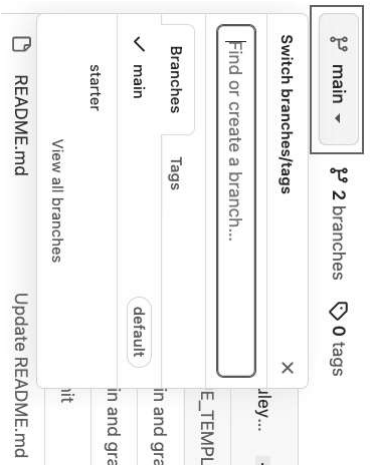 main
2 branches
0 tags
Switch branches/tags
Find or create a branch...
Branches
Tags
main
default
starter
View all branches
uley...
E_TEMPL
in and gra
in and gra
it
README.md
Update README.md